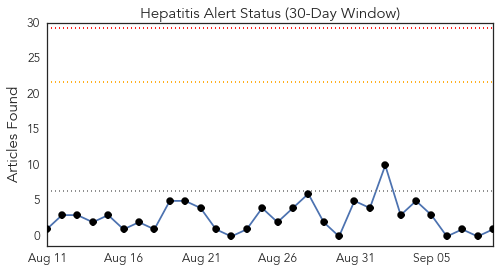 Hepatitis Alert Status (30-Day Window)
30
25
20
15
10
5
0
Articles Found
Aug 11
Aug 16
Aug 21
Aug 26
Aug 31
Sep 05